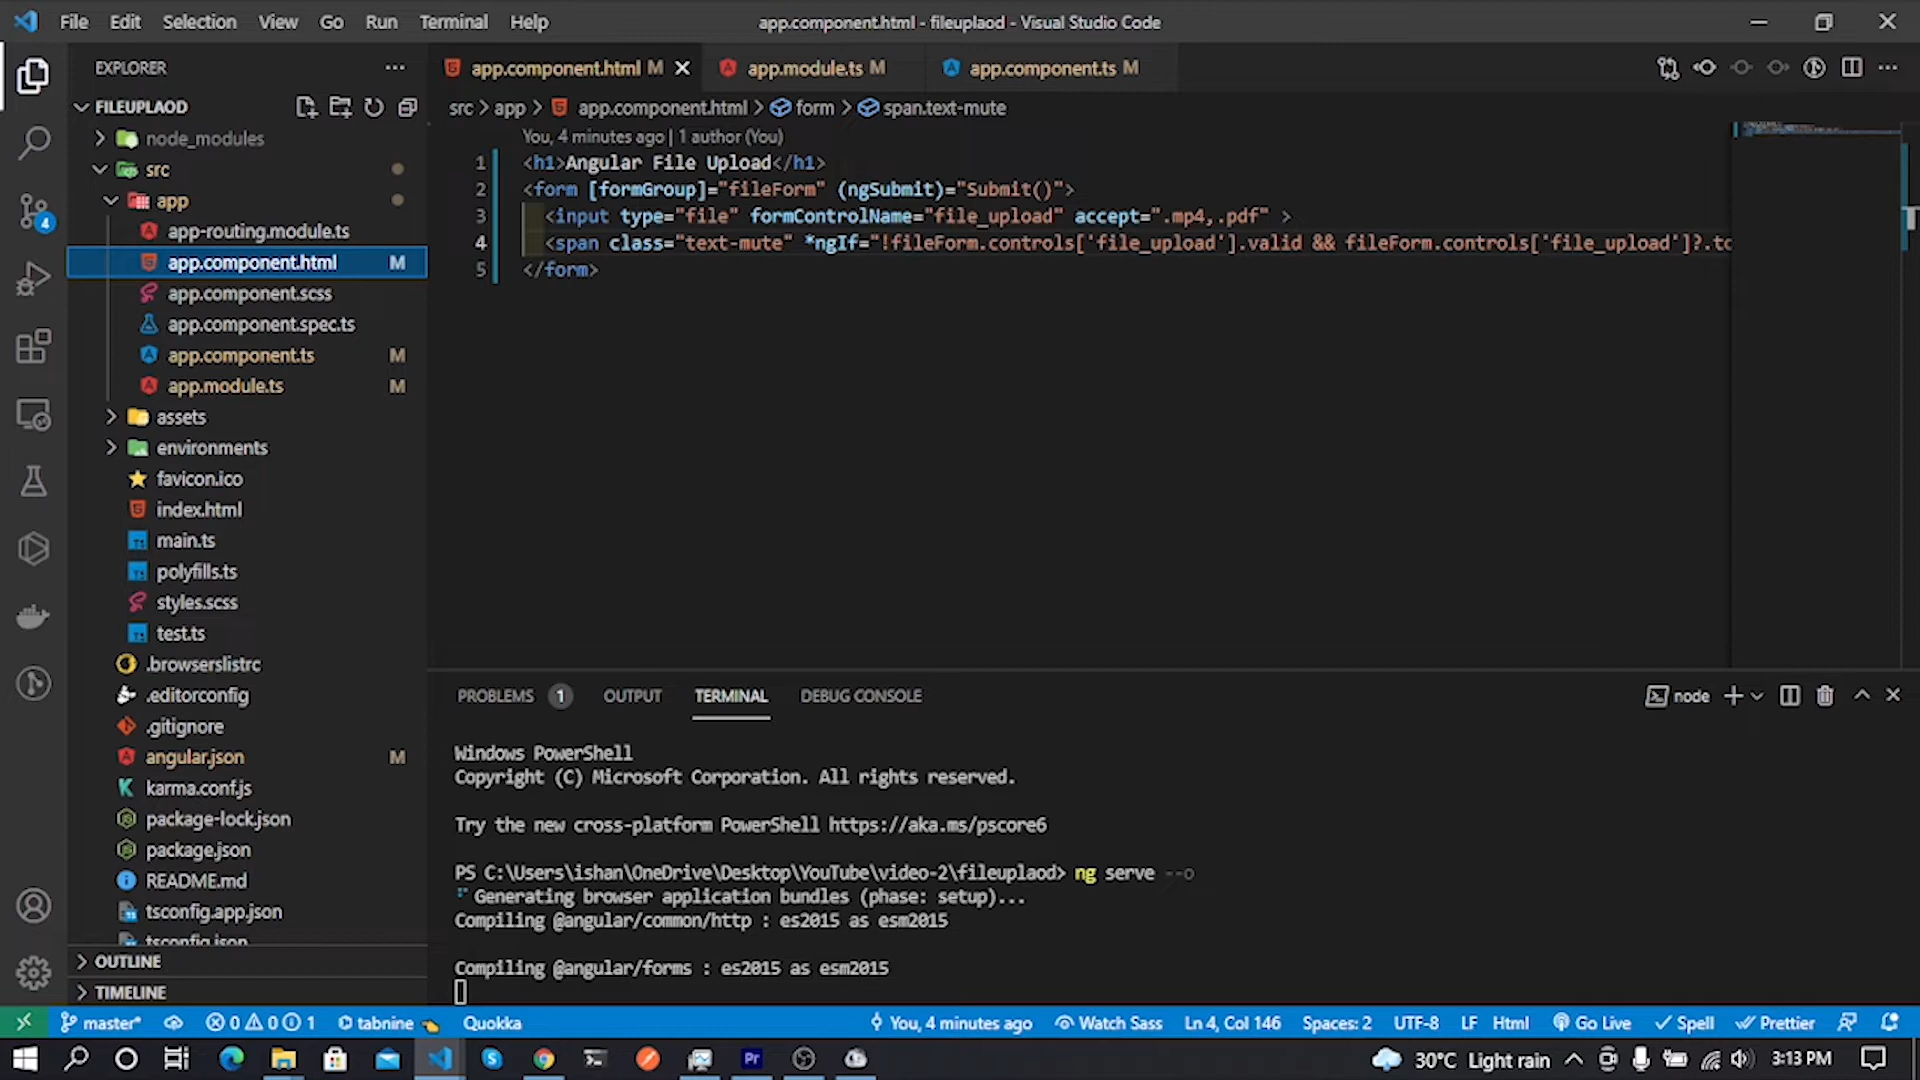 File Edit Selection View Go Run Terminal Help
app.component.html - fileuplaod - Visual Studio Code
EXPLORER
FILEUPLAOD
node_modules
src
app
app-routing.module.ts
app.component.html M
app.component.scss
app.component.spec.ts
app.component.ts M
app.module.ts M
assets
environments
favicon.ico
index.html
main.ts
polyfills.ts
styles.scss
test.ts
.browserslistrc
.editorconfig
.gitignore
angular.json M
karma.conf.js
package-lock.json
package.json
README.md
tsconfig.app.json
tsconfig.json
OUTLINE
TIMELINE
4
app.component.html M
app.module.ts M
app.component.ts M
src > app > app.component.html > form > span.text-mute
You, 4 minutes ago | 1 author (You)
1 <h1>Angular File Upload</h1>
2 <form [formGroup]="fileForm" (ngSubmit)="Submit()">
3 <input type="file" formControlName="file_upload" accept=".mp4,.pdf" >
4 <span class="text-mute" *ngIf="!fileForm.controls['file_upload'].valid && fileForm.controls['file_upload']?.to
5 </form>
PROBLEMS 1 OUTPUT TERMINAL DEBUG CONSOLE
node
Windows PowerShell
Copyright (C) Microsoft Corporation. All rights reserved.
Try the new cross-platform PowerShell https://aka.ms/pscore6
PS C:\Users\ishan\OneDrive\Desktop\YouTube\video-2\fileuplaod> ng serve --o
Generating browser application bundles (phase: setup)...
Compiling @angular/common/http : es2015 as esm2015
Compiling @angular/forms : es2015 as esm2015
master* 0 0 1 tabnine Quokka
You, 4 minutes ago Watch Sass Ln 4, Col 146 Spaces: 2 UTF-8 LF Html Go Live Spell Prettier
Pr
30°C Light rain
3:13 PM